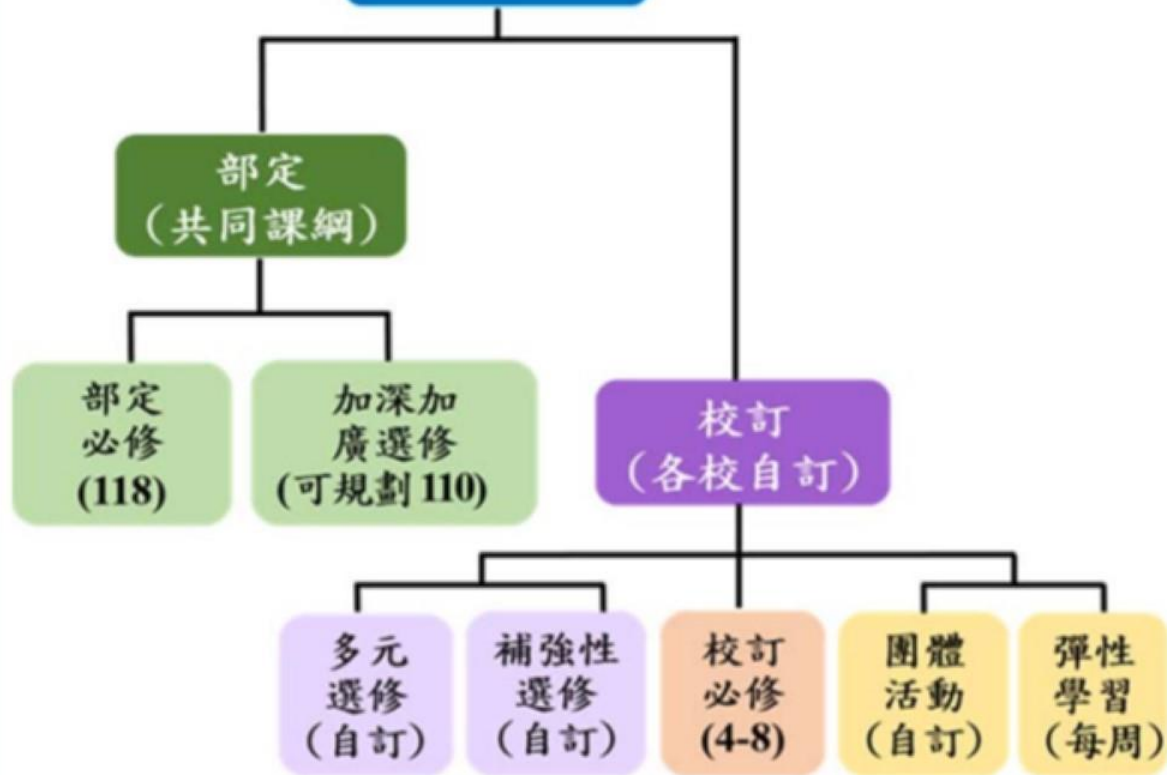 部定
（共同課綱）
部定
必修
(118)
加深加
廣選修
(可規劃 110)
校訂
（各校自訂）
多元
選修
（自訂）
補強性
選修
（自訂）
校訂
必修
(4-8)
團體
活動
（自訂）
彈性
學習
（每周）